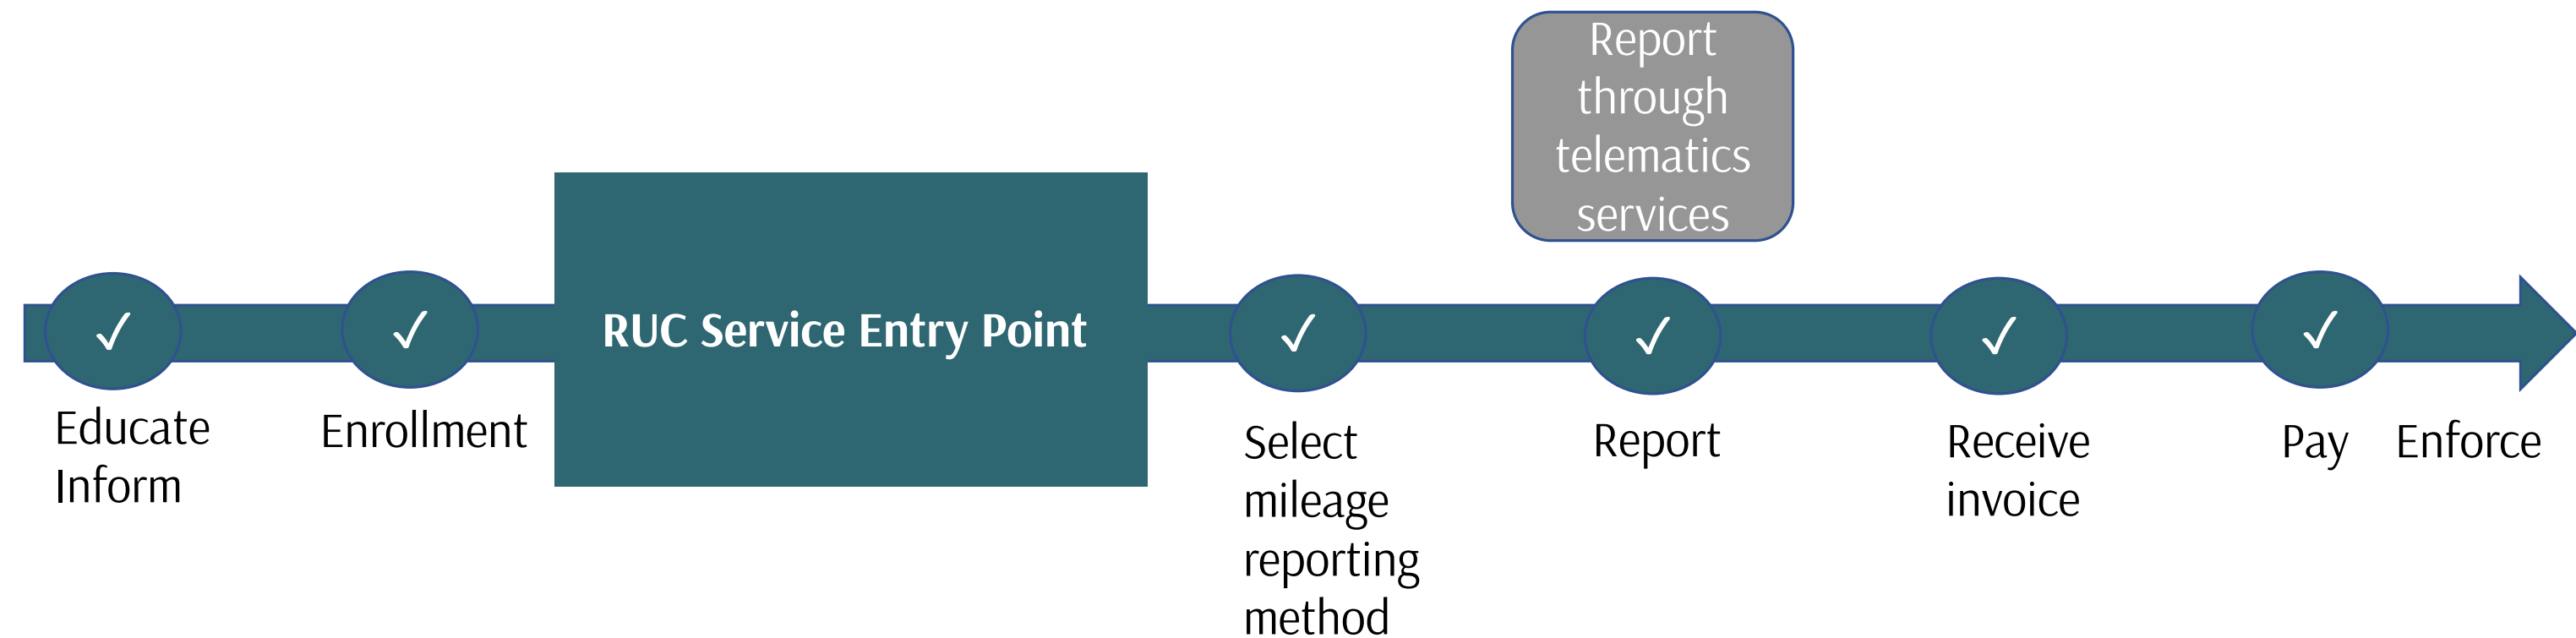 Report
through
telematics
services
✓
✓
RUC Service Entry Point
✓
✓
✓
✓
Educate
Inform
Enrollment
Select
mileage
reporting
method
Report
Receive
invoice
Pay
Enforce